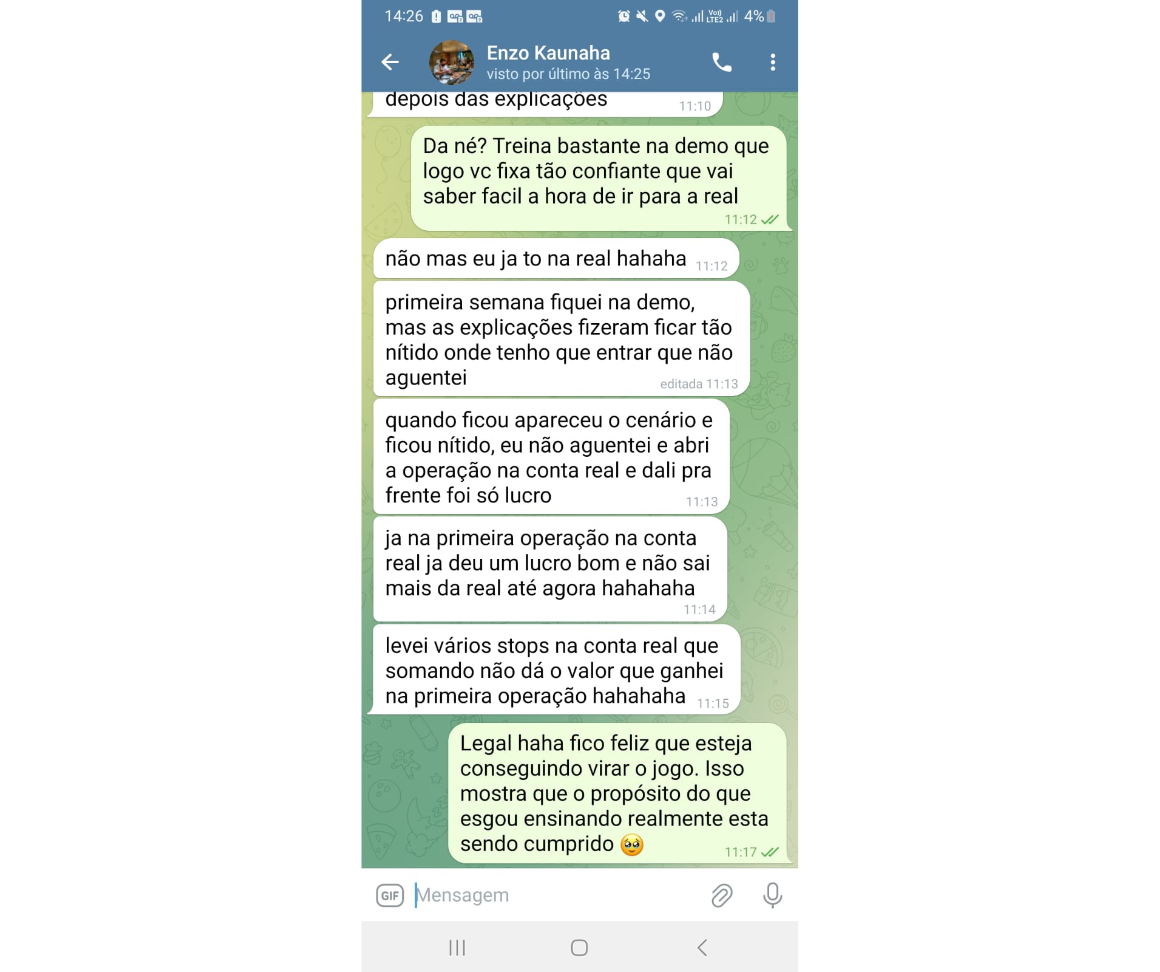 14:26
Vo))
LTE2
4%
Enzo Kaunaha
visto por último às 14:25
depois das explicações
11:10
Da né? Treina bastante na demo que
logo vc fixa tão confiante que vai
saber facil a hora de ir para a real
11:12
não mas eu ja to na real hahaha 11:12
primeira semana fiquei na demo,
mas as explicações fizeram ficar tão
nítido onde tenho que entrar que não
aguentei
editada 11:13
quando ficou apareceu o cenário e
ficou nítido, eu não aguentei e abri
a operação na conta real e dali pra
frente foi só lucro
11:13
ja na primeira operação na conta
real ja deu um lucro bom e não sai
mais da real até agora hahahaha
11:14
levei vários stops na conta real que
somando não dá o valor que ganhei
na primeira operação hahahaha 11:15
Legal haha fico feliz que esteja
conseguindo virar o jogo. Isso
mostra que o propósito do que
esgou ensinando realmente esta
sendo cumprido 🥹
11:17
GIF
Mensagem